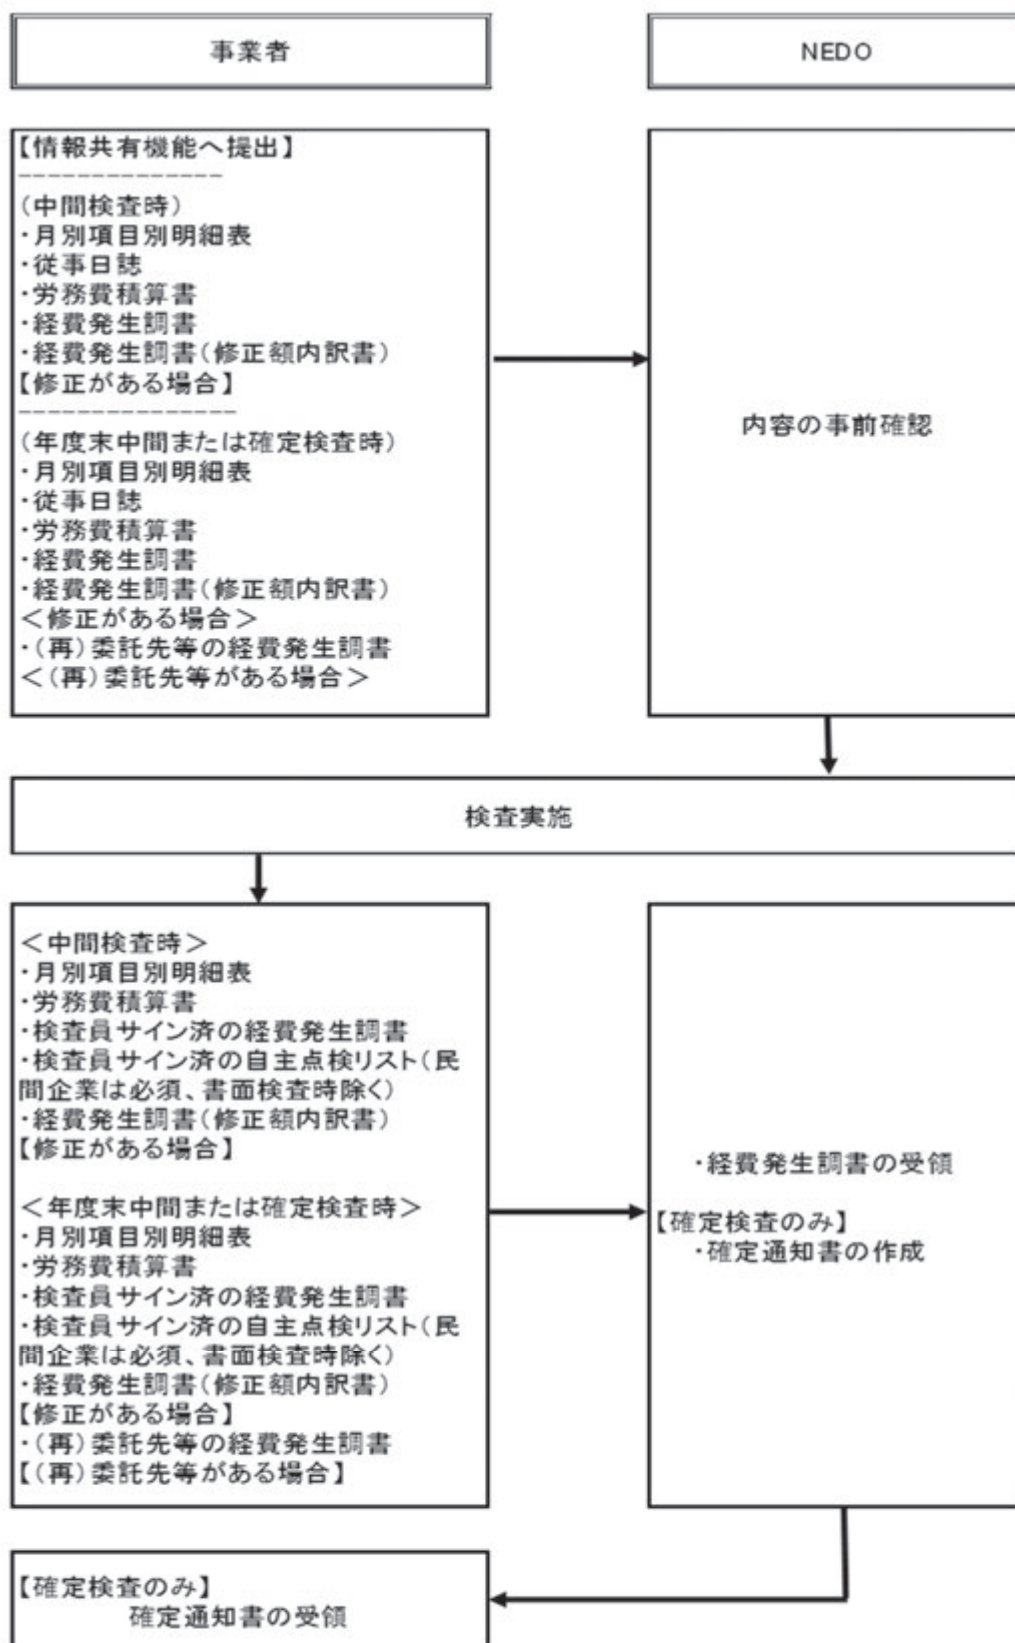 事業者
NEDO
【情報共有機能へ提出】
--------------
(中間検査時)
・月別項目別明細表
・従事日誌
・労務費積算書
・経費発生調書
・経費発生調書(修正額内訳書)
【修正がある場合】
---------------
(年度末中間または確定検査時)
・月別項目別明細表
・従事日誌
・労務費積算書
・経費発生調書
・経費発生調書(修正額内訳書)
<修正がある場合>
・(再)委託先等の経費発生調書
<(再)委託先等がある場合>
内容の事前確認
検査実施
<中間検査時>
・月別項目別明細表
・労務費積算書
・検査員サイン済の経費発生調書
・検査員サイン済の自主点検リスト(民
間企業は必須、書面検査時除く)
・経費発生調書(修正額内訳書)
【修正がある場合】
<年度末中間または確定検査時>
・月別項目別明細表
・労務費積算書
・検査員サイン済の経費発生調書
・検査員サイン済の自主点検リスト(民
間企業は必須、書面検査時除く)
・経費発生調書(修正額内訳書)
【修正がある場合】
・(再)委託先等の経費発生調書
【(再)委託先等がある場合】
・経費発生調書の受領
【確定検査のみ】
・確定通知書の作成
【確定検査のみ】
確定通知書の受領